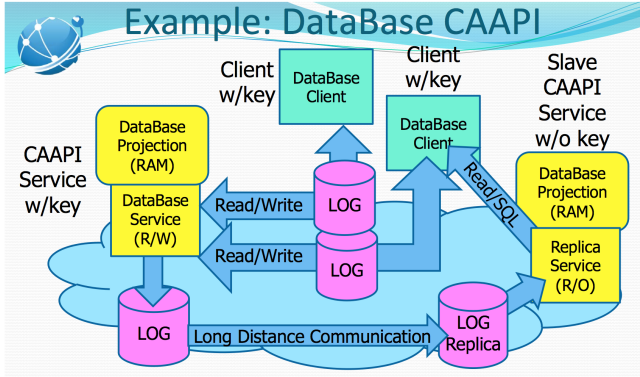 Example: DataBase CAAPI
Client
w/key
DataBase
Client
Client
w/key
DataBase
Client
Slave
CAAPI
Service
w/o key
CAAPI
Service
w/key
DataBase
Projection
(RAM)
DataBase
Service
(R/W)
Read/Write
LOG
Read/Write
LOG
Read/SQL
DataBase
Projection
(RAM)
Replica
Service
(R/O)
LOG
Long Distance Communication
LOG
Replica